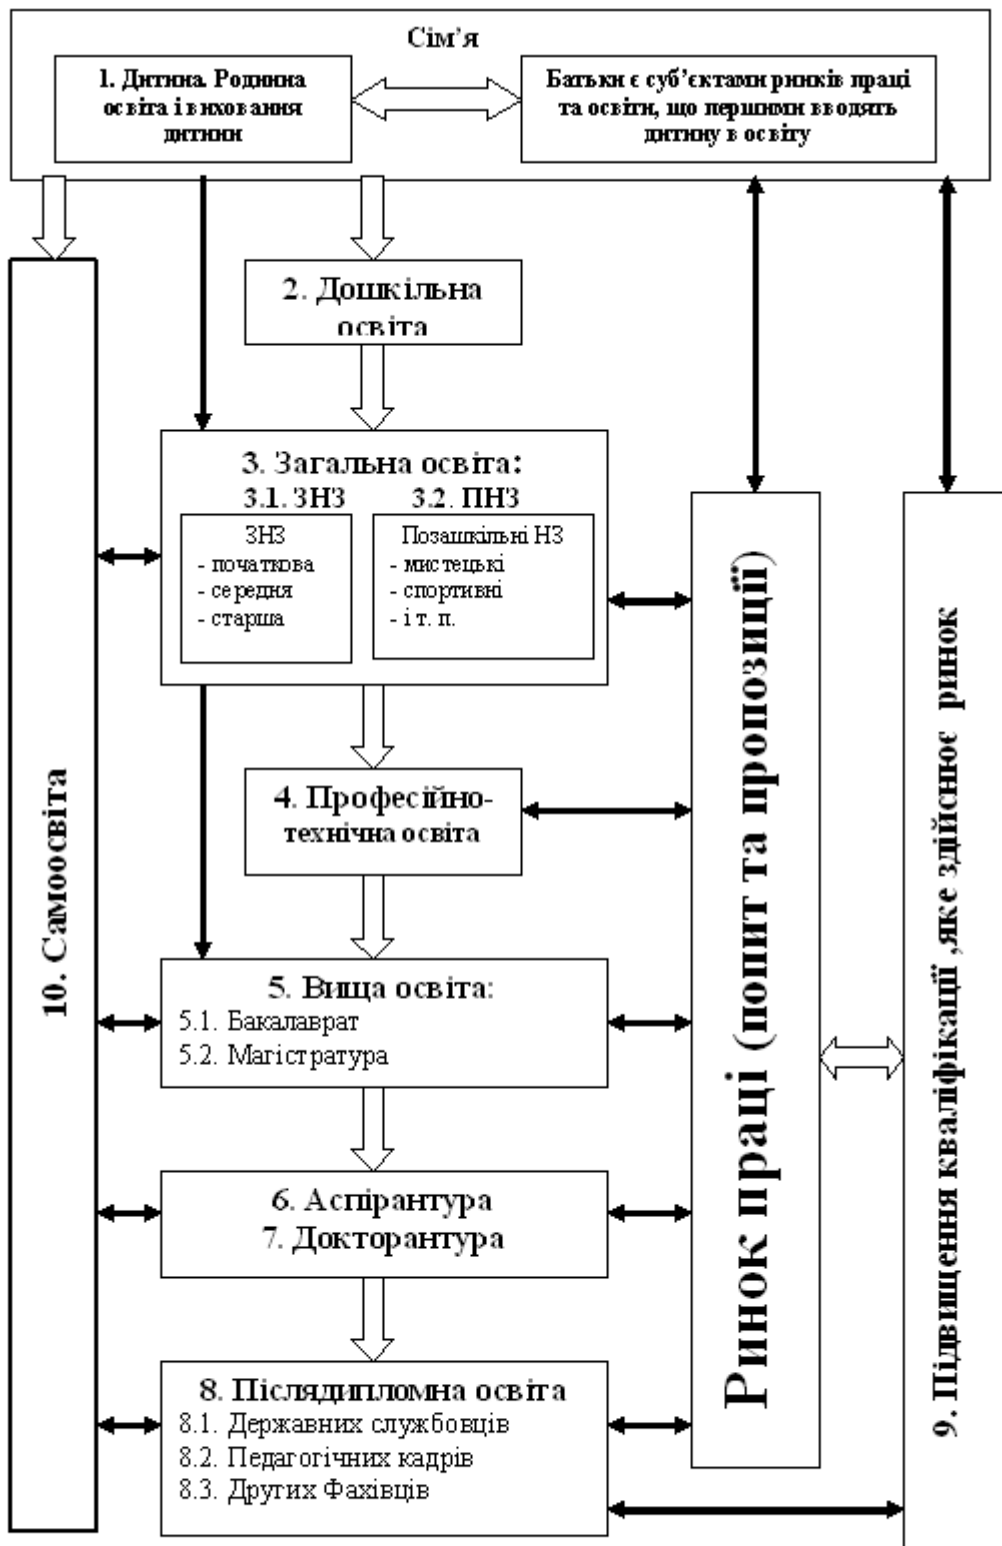 Сім’я
1. Дитина. Родинна
освіта і виховання
дитини
Батьки є суб’єктами ринків праці
та освіти, що першими вводять
дитину в освіту
2. Дошкільна
освіта
3. Загальна освіта:
3.1. ЗНЗ
3.2. ПНЗ
ЗНЗ
- початкова
- середня
- старша
Позашкільні НЗ
- мистецькі
- спортивні
- і т. п.
4. Професійно-
технічна освіта
5. Вища освіта:
5.1. Бакалаврат
5.2. Магістратура
6. Аспірантура
7. Докторантура
8. Післядипломна освіта
8.1. Державних службовців
8.2. Педагогічних кадрів
8.3. Других Фахівців
10. Самоосвіта
Ринок праці (попит та пропозиції)
9. Підвищення кваліфікації ,яке здійснює ринок